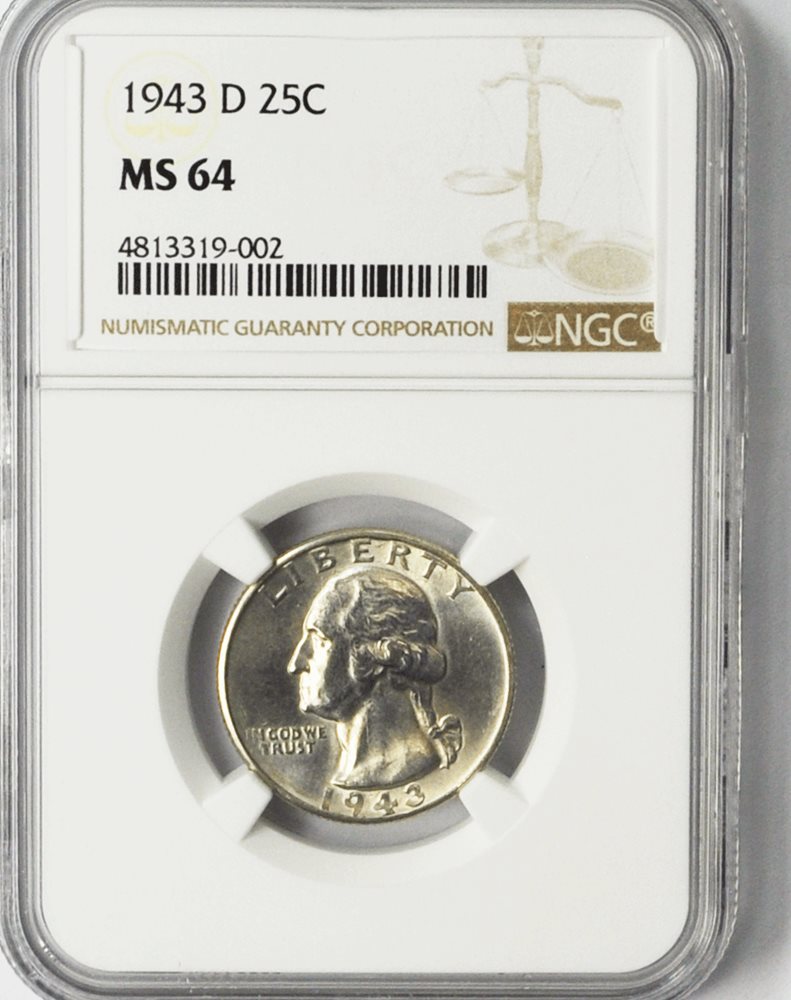 1943 D 25C
MS 64
4813319-002
NUMISMATIC GUARANTY CORPORATION
NGC®
LIBERTY
IN GOD WE
TRUST
1943